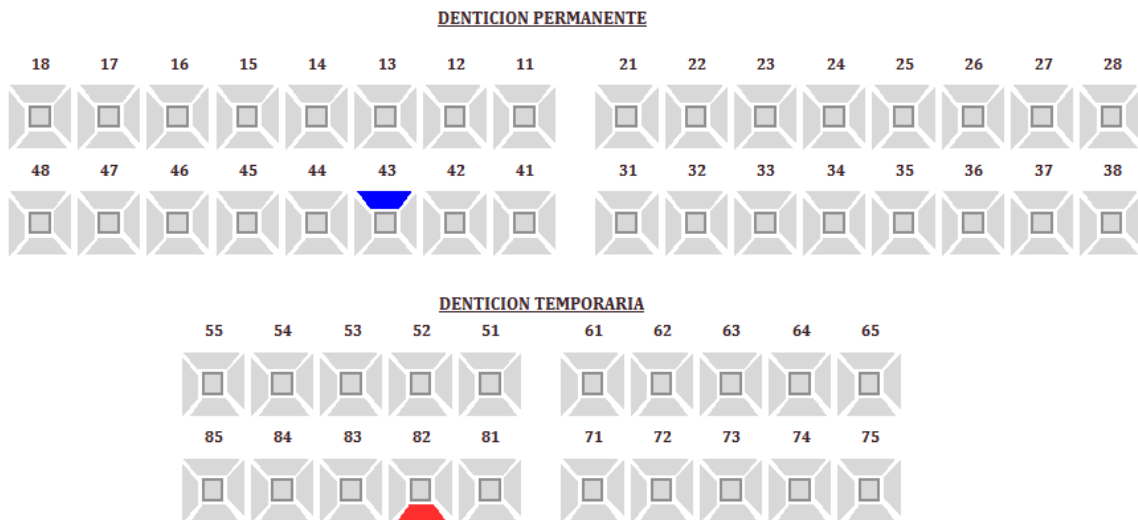 DENTICION PERMANENTE
18 17 16 15 14 13 12 11 21 22 23 24 25 26 27 28
48 47 46 45 44 43 42 41 31 32 33 34 35 36 37 38
DENTICION TEMPORARIA
55 54 53 52 51 61 62 63 64 65
85 84 83 82 81 71 72 73 74 75